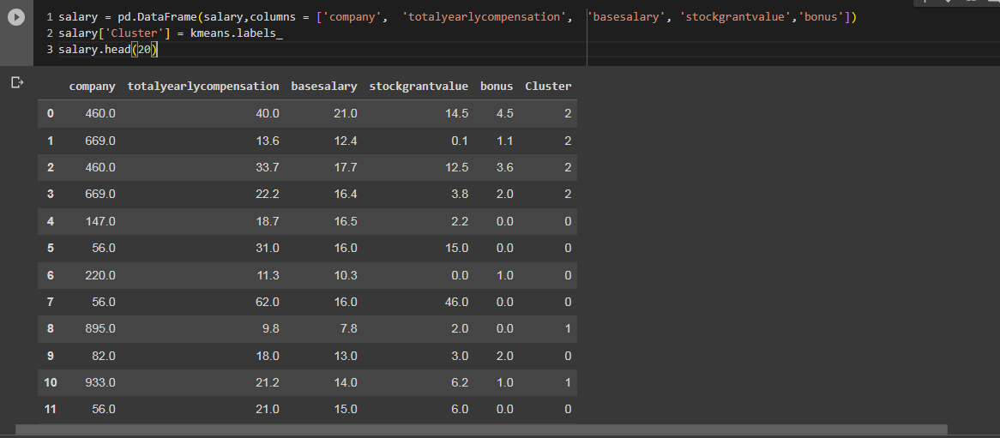 1 salary = pd.DataFrame(salary,columns = ['company', 'totalyearlycompensation', 'basesalary', 'stockgrantvalue','bonus'])
2 salary['Cluster'] = kmeans.labels_
3 salary.head(20)
company totalyearlycompensation basesalary stockgrantvalue bonus Cluster
0 460.0 40.0 21.0 14.5 4.5 2
1 669.0 13.6 12.4 0.1 1.1 2
2 460.0 33.7 17.7 12.5 3.6 2
3 669.0 22.2 16.4 3.8 2.0 2
4 147.0 18.7 16.5 2.2 0.0 0
5 56.0 31.0 16.0 15.0 0.0 0
6 220.0 11.3 10.3 0.0 1.0 0
7 56.0 62.0 16.0 46.0 0.0 0
8 895.0 9.8 7.8 2.0 0.0 1
9 82.0 18.0 13.0 3.0 2.0 0
10 933.0 21.2 14.0 6.2 1.0 1
11 56.0 21.0 15.0 6.0 0.0 0